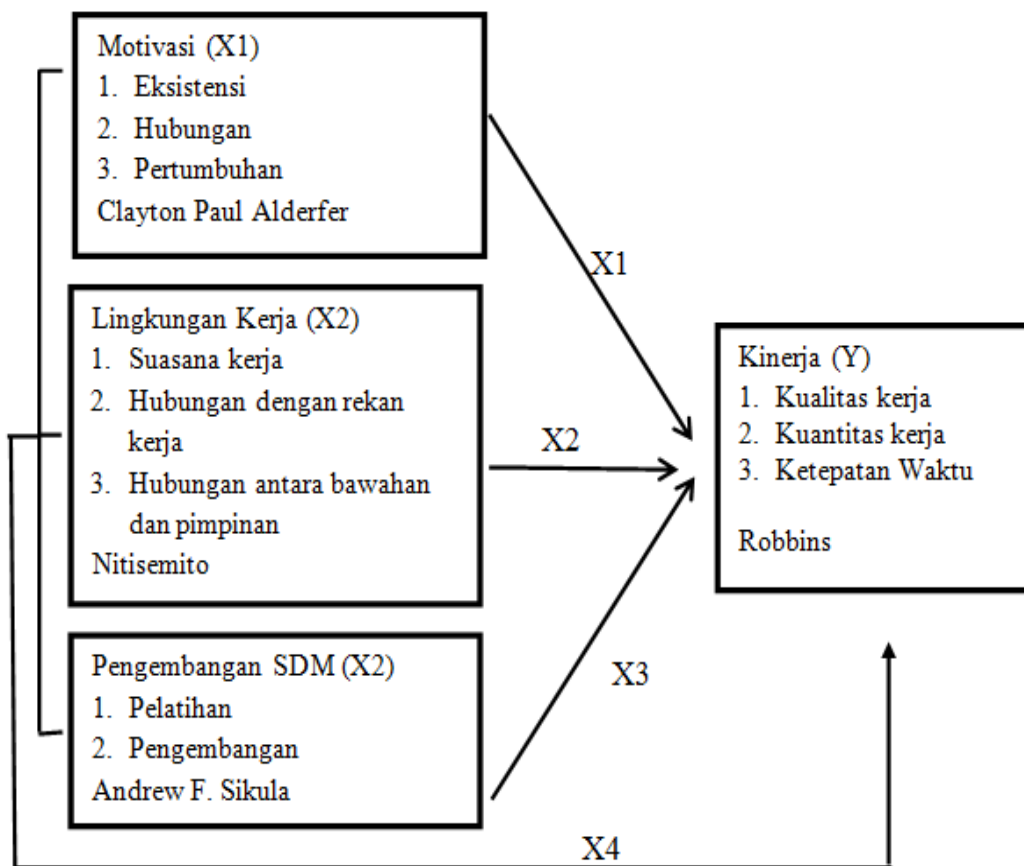 Motivasi (X1)
1. Eksistensi
2. Hubungan
3. Pertumbuhan
Clayton Paul Alderfer
X1
Lingkungan Kerja (X2)
1. Suasana kerja
2. Hubungan dengan rekan
kerja
3. Hubungan antara bawahan
dan pimpinan
Nitisemito
X2
Kinerja (Y)
1. Kualitas kerja
2. Kuantitas kerja
3. Ketepatan Waktu
Robbins
Pengembangan SDM (X2)
1. Pelatihan
2. Pengembangan
Andrew F. Sikula
X3
X4